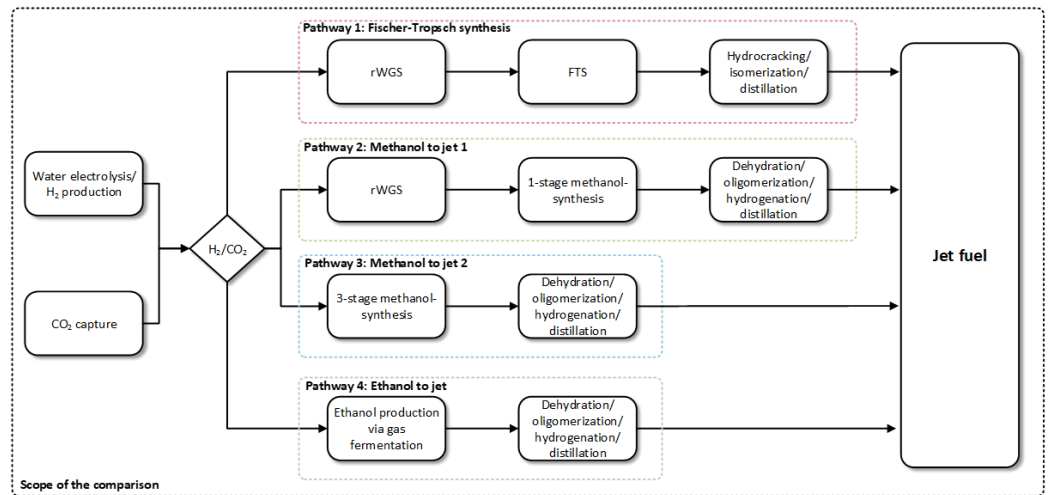 Pathway 1: Fischer-Tropsch synthesis
rWGS
FTS
Hydrocracking/
isomerization/
distillation
Pathway 2: Methanol to jet 1
Water electrolysis/
H₂ production
rWGS
1-stage methanol-
synthesis
Dehydration/
oligomerization/
hydrogenation/
distillation
H₂/CO₂
Jet fuel
Pathway 3: Methanol to jet 2
CO₂ capture
3-stage methanol-
synthesis
Dehydration/
oligomerization/
hydrogenation/
distillation
Pathway 4: Ethanol to jet
Ethanol production
via gas
fermentation
Dehydration/
oligomerization/
hydrogenation/
distillation
Scope of the comparison